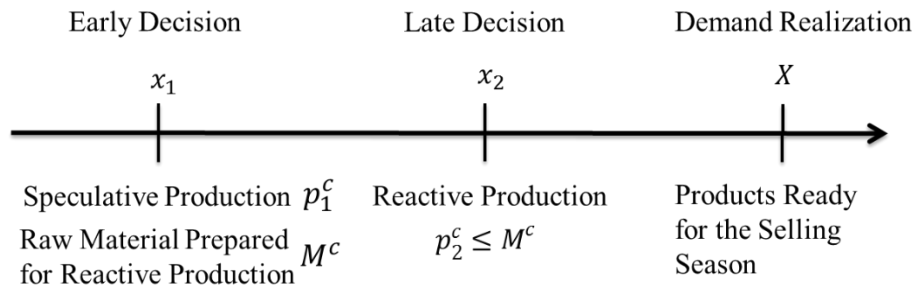 Early Decision
Late Decision
Demand Realization
x₁
x₂
X
Speculative Production p₁ᶜ
Raw Material Prepared
for Reactive Production Mᶜ
Reactive Production
p₂ᶜ ≤ Mᶜ
Products Ready
for the Selling
Season